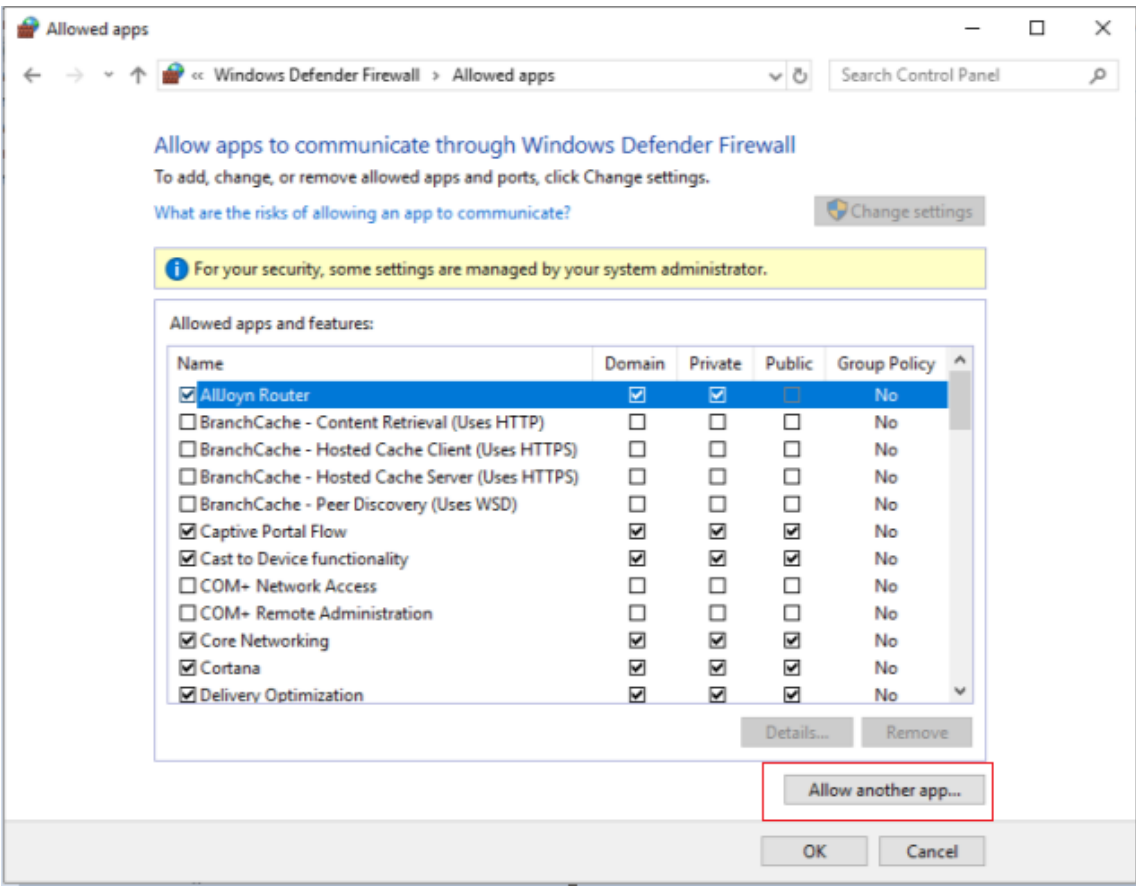 Allowed apps
« Windows Defender Firewall > Allowed apps
Search Control Panel
Allow apps to communicate through Windows Defender Firewall
To add, change, or remove allowed apps and ports, click Change settings.
What are the risks of allowing an app to communicate?
Change settings
For your security, some settings are managed by your system administrator.
Allowed apps and features:
Name Domain Private Public Group Policy
AllJoyn Router No
BranchCache - Content Retrieval (Uses HTTP) No
BranchCache - Hosted Cache Client (Uses HTTPS) No
BranchCache - Hosted Cache Server (Uses HTTPS) No
BranchCache - Peer Discovery (Uses WSD) No
Captive Portal Flow No
Cast to Device functionality No
COM+ Network Access No
COM+ Remote Administration No
Core Networking No
Cortana No
Delivery Optimization No
Details... Remove
Allow another app...
OK Cancel